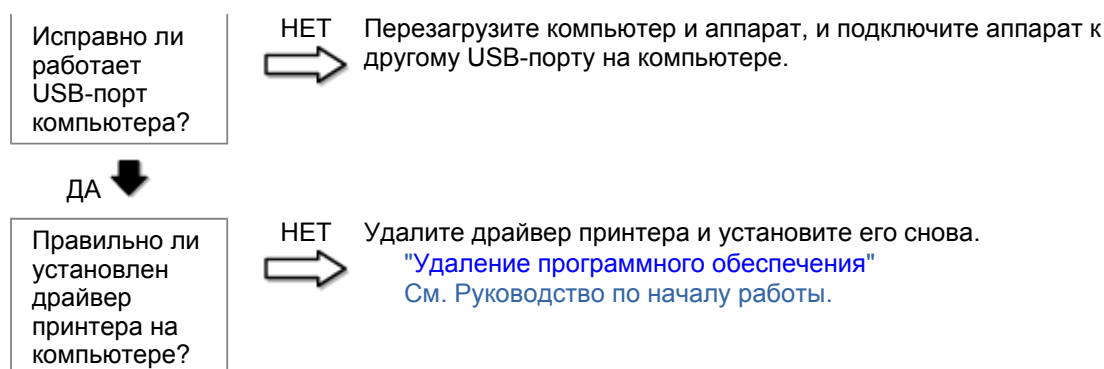 Исправно ли
работает
USB-порт
компьютера?
НЕТ
Перезагрузите компьютер и аппарат, и подключите аппарат к
другому USB-порту на компьютере.
ДА
Правильно ли
установлен
драйвер
принтера на
компьютере?
НЕТ
Удалите драйвер принтера и установите его снова.
"Удаление программного обеспечения"
См. Руководство по началу работы.